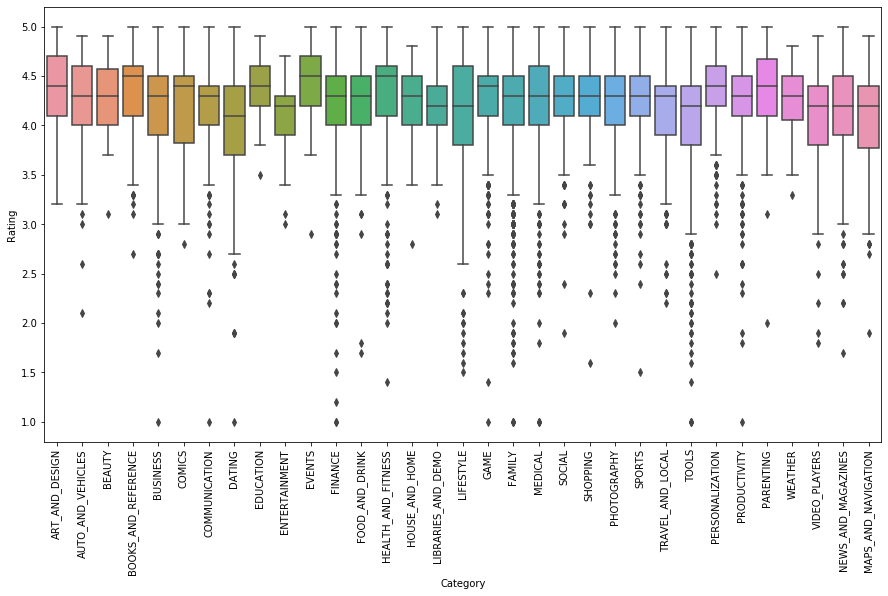 5.0
4.5
4.0
3.5
3.0
2.5
2.0
1.5
1.0
Rating
ART_AND_DESIGN
AUTO_AND_VEHICLES
BEAUTY
BOOKS_AND_REFERENCE
BUSINESS
COMICS
COMMUNICATION
DATING
EDUCATION
ENTERTAINMENT
EVENTS
FINANCE
FOOD_AND_DRINK
HEALTH_AND_FITNESS
HOUSE_AND_HOME
LIBRARIES_AND_DEMO
LIFESTYLE
GAME
FAMILY
MEDICAL
SOCIAL
SHOPPING
PHOTOGRAPHY
SPORTS
TRAVEL_AND_LOCAL
TOOLS
PERSONALIZATION
PRODUCTIVITY
PARENTING
WEATHER
VIDEO_PLAYERS
NEWS_AND_MAGAZINES
MAPS_AND_NAVIGATION
Category